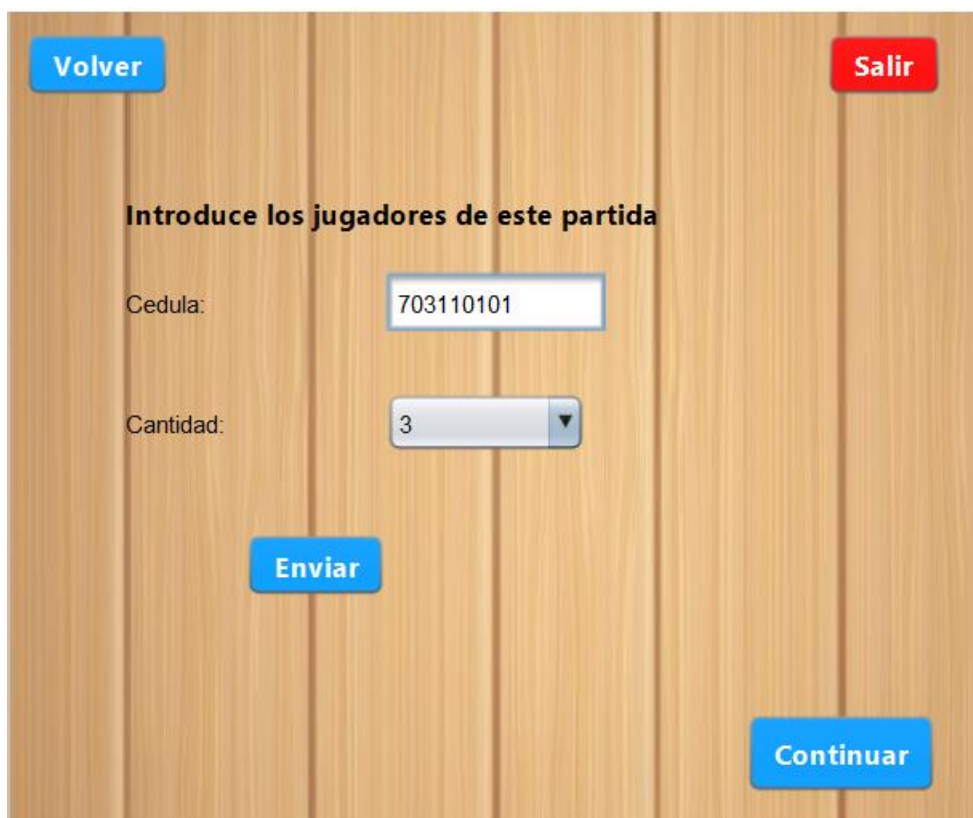 Volver
Salir
Introduce los jugadores de este partida
Cedula:
703110101
Cantidad:
3
Enviar
Continuar